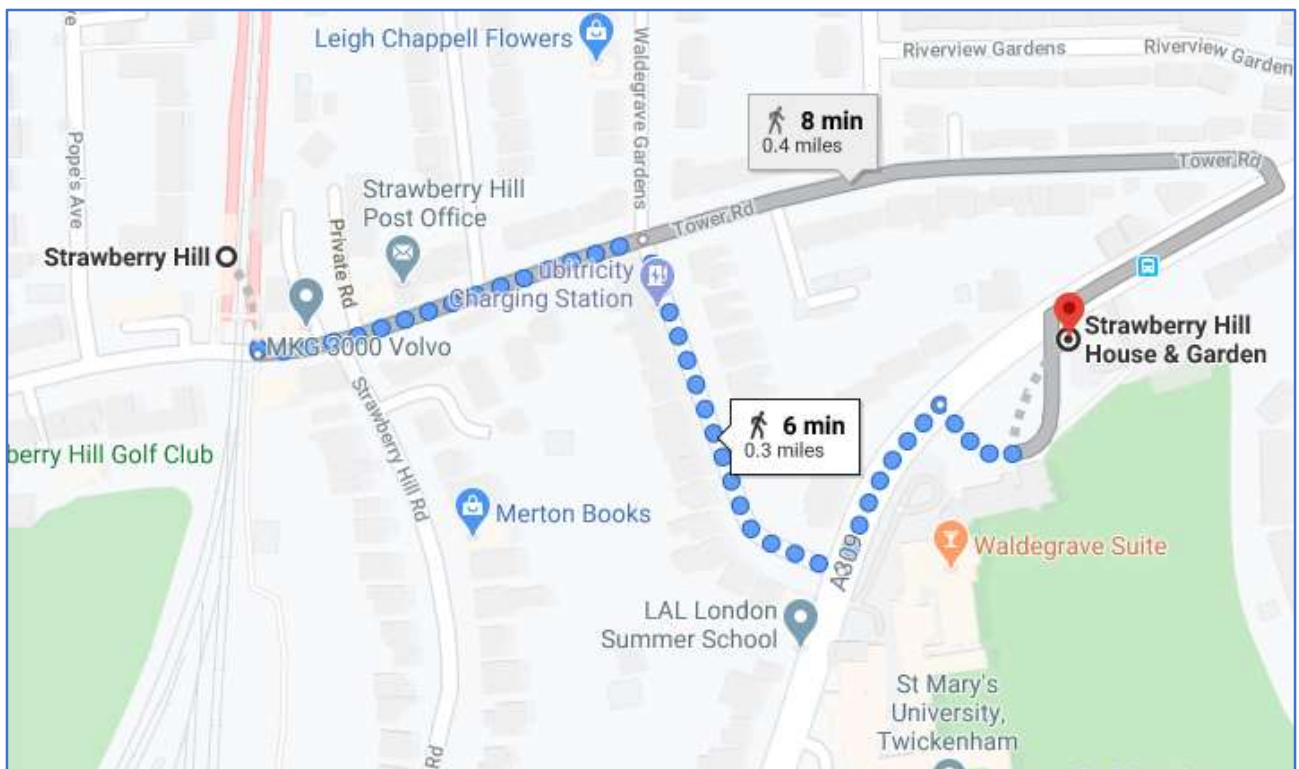 Leigh Chappell Flowers
Waldegrave Gardens
Riverview Gardens
Riverview Garden
Pope's Ave
8 min
0.4 miles
Tower Rd
Strawberry Hill
Post Office
Private Rd
Tower Rd
Strawberry Hill
Ubitricity
Charging Station
MKG 3000 Volvo
Strawberry Hill
House & Garden
Strawberry Hill Rd
6 min
0.3 miles
berry Hill Golf Club
Merton Books
A309
Waldegrave Suite
LAL London
Summer School
St Mary's
University,
Twickenham
Rd